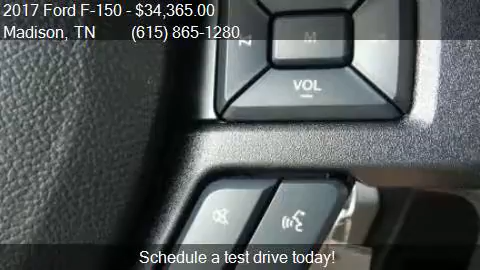 2017 Ford F-150 - $34,365.00
Madison, TN (615) 865-1280
M
VOL
Schedule a test drive today!